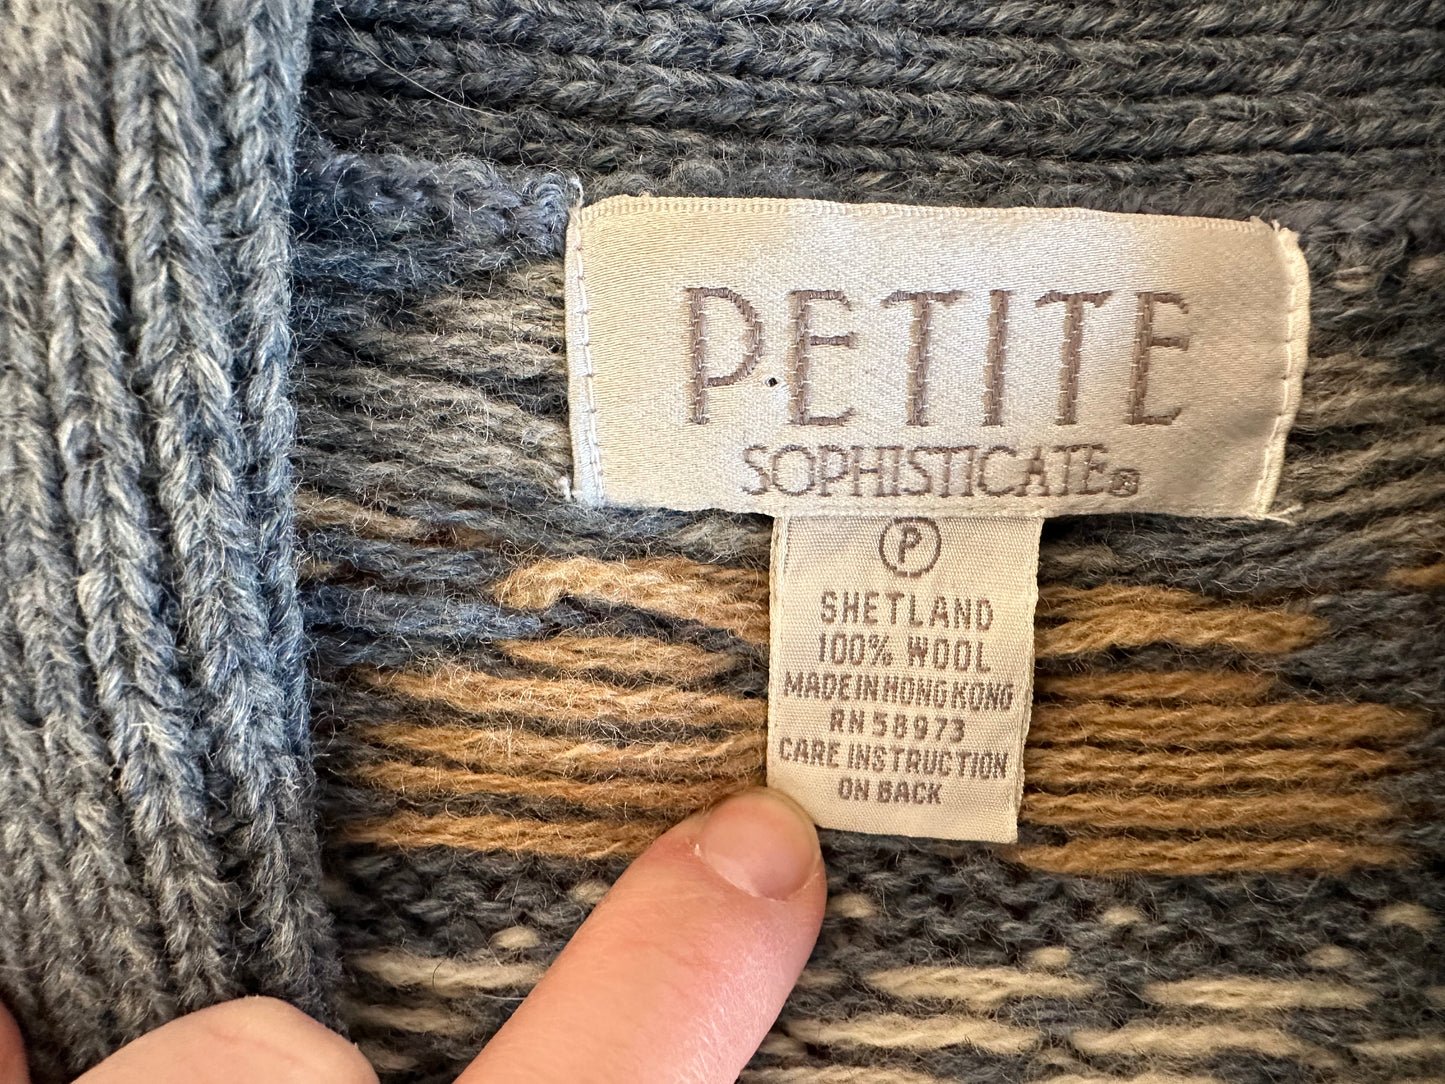 PETITE
SOPHISTICATE®
P
SHETLAND
100% WOOL
MADE IN HONG KONG
RN 58973
CARE INSTRUCTION
ON BACK